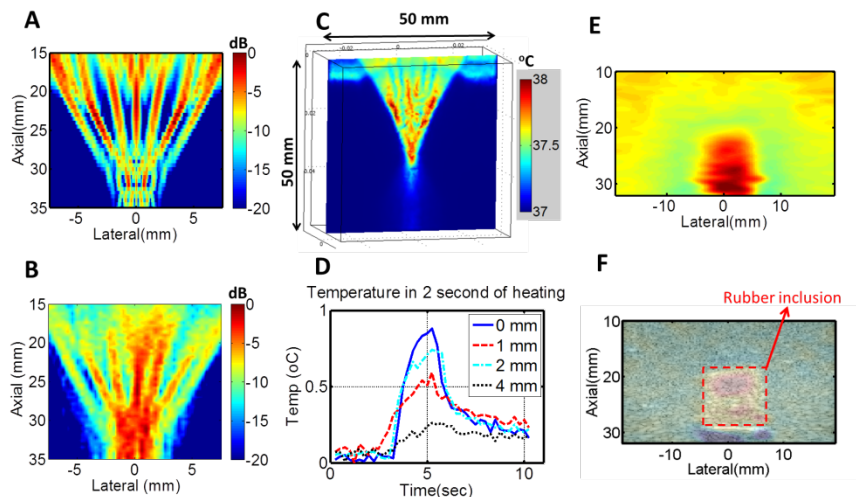 A
dB
0
-5
-10
-15
-20
15
20
25
30
35
Axial(mm)
-5 0 5
Lateral(mm)
B
dB
0
-5
-10
-15
-20
15
20
25
30
35
Axial(mm)
-5 0 5
Lateral(mm)
C
50 mm
50 mm
oC
38
37.5
37
D
Temperature in 2 second of heating
1
0.5
0
Temp (oC)
0 mm
1 mm
2 mm
4 mm
0 5 10
Time(sec)
E
10
20
30
Axial(mm)
-10 0 10
Lateral(mm)
F
Rubber inclusion
10
20
30
Axial(mm)
-10 0 10
Lateral(mm)